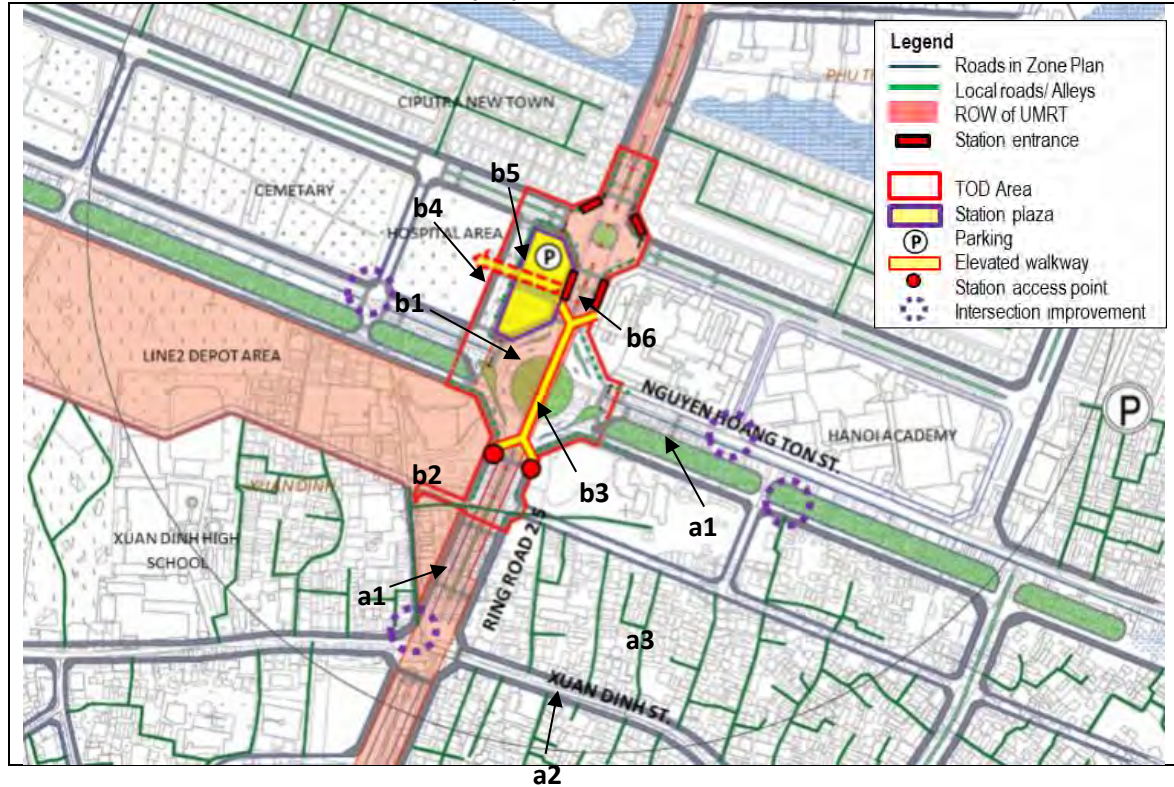 Legend
Roads in Zone Plan
Local roads/ Alleys
ROW of UMRT
Station entrance
TOD Area
Station plaza
P Parking
Elevated walkway
Station access point
Intersection improvement
PHU TH
CIPUTRA NEW TOWN
CEMETARY
b5
b4
HOSPITAL AREA
P
b1
b6
LINE2 DEPOT AREA
NGUYEN HOANG TON ST.
HANOI ACADEMY
P
b2
b3
a1
XUAN DINH
XUAN DINH HIGH
SCHOOL
RING ROAD 2.5
a1
a3
XUAN DINH ST.
a2